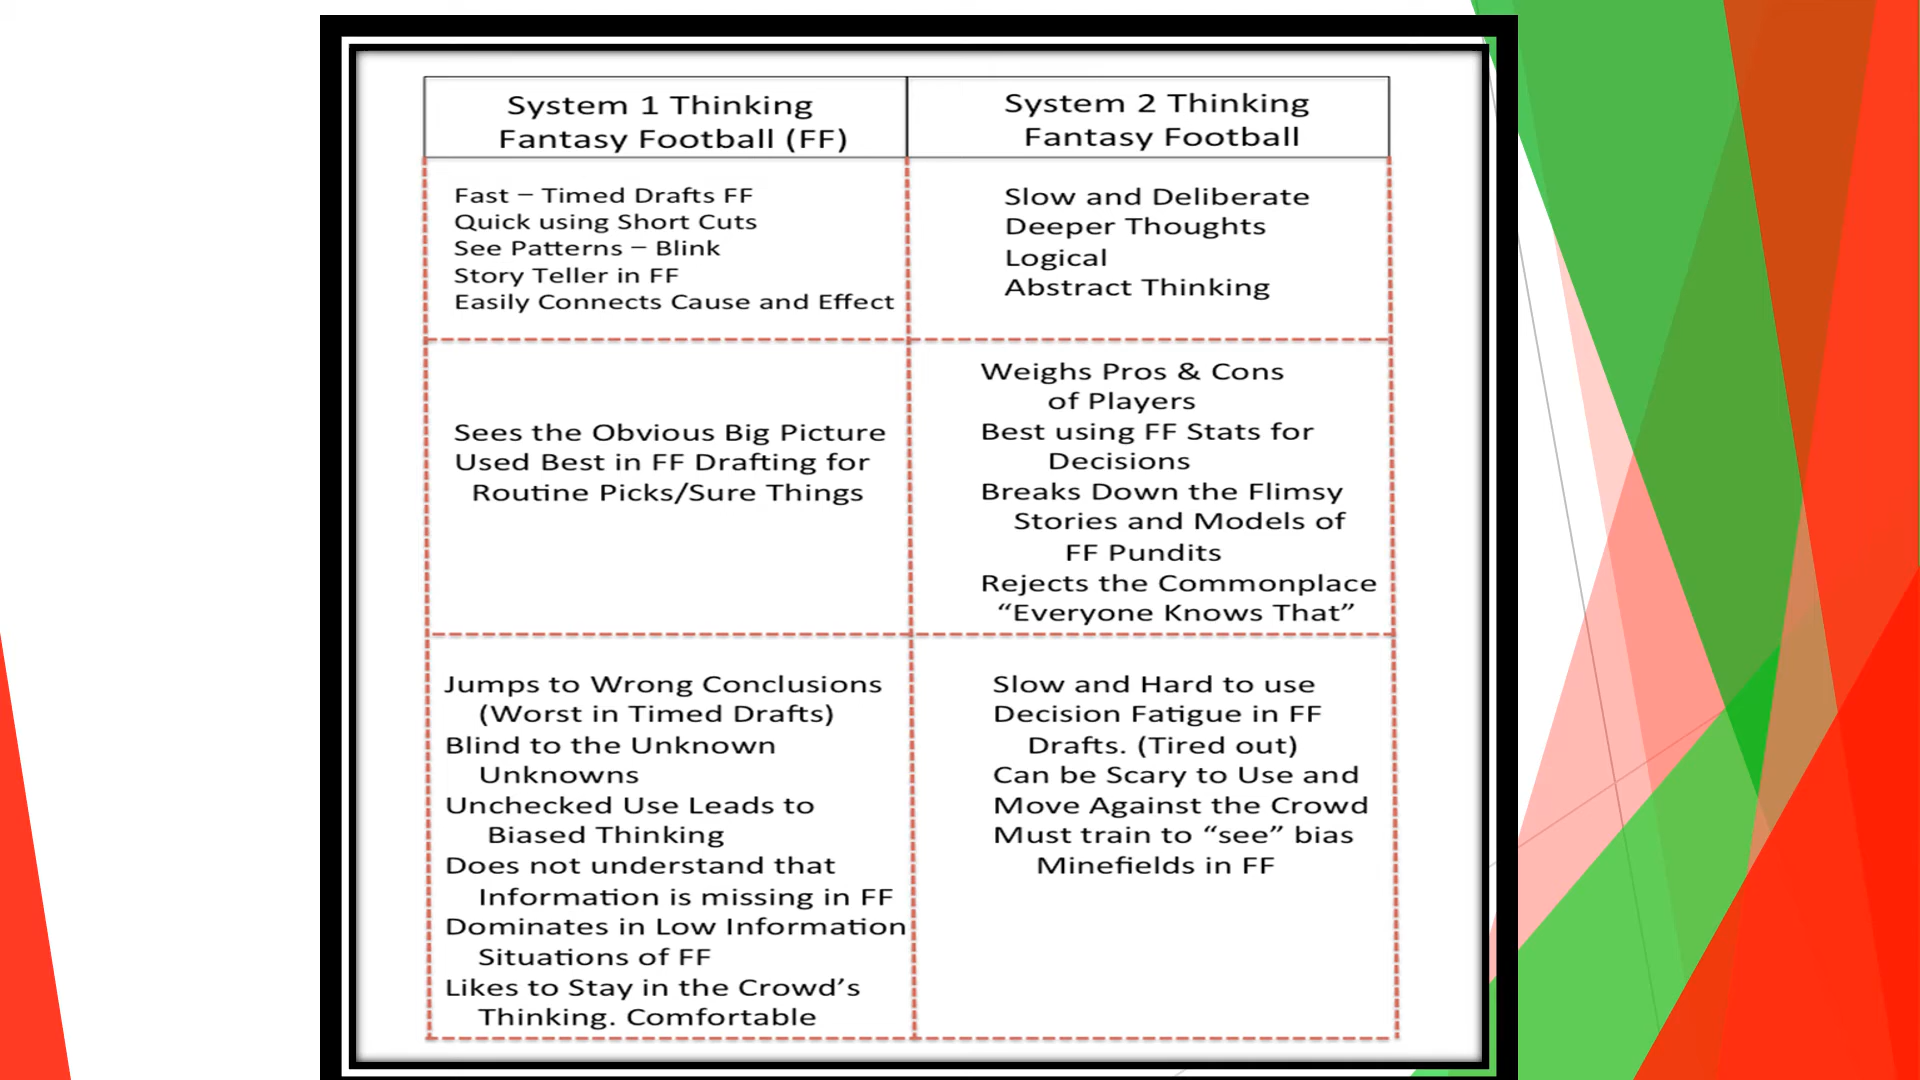 System 1 Thinking
Fantasy Football (FF)
System 2 Thinking
Fantasy Football
Fast – Timed Drafts FF
Quick using Short Cuts
See Patterns – Blink
Story Teller in FF
Easily Connects Cause and Effect
Slow and Deliberate
Deeper Thoughts
Logical
Abstract Thinking
Sees the Obvious Big Picture
Used Best in FF Drafting for
Routine Picks/Sure Things
Weighs Pros & Cons
of Players
Best using FF Stats for
Decisions
Breaks Down the Flimsy
Stories and Models of
FF Pundits
Rejects the Commonplace
“Everyone Knows That”
Jumps to Wrong Conclusions
(Worst in Timed Drafts)
Blind to the Unknown
Unknowns
Unchecked Use Leads to
Biased Thinking
Does not understand that
Information is missing in FF
Dominates in Low Information
Situations of FF
Likes to Stay in the Crowd’s
Thinking. Comfortable
Slow and Hard to use
Decision Fatigue in FF
Drafts. (Tired out)
Can be Scary to Use and
Move Against the Crowd
Must train to “see” bias
Minefields in FF